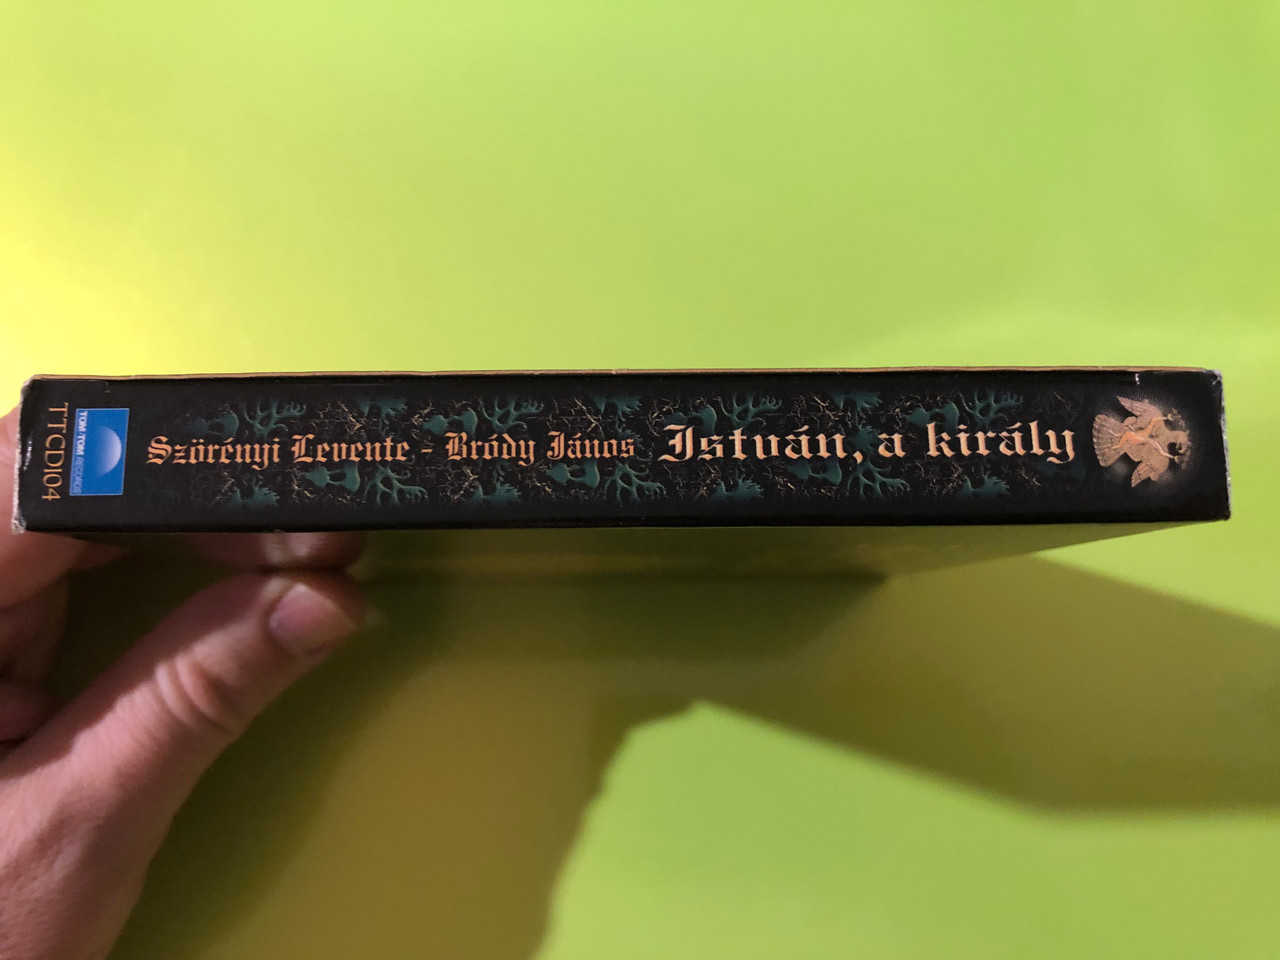 TTCD104
TOM-TOM RECORDS
Szörényi Levente - Bródy János István, a király